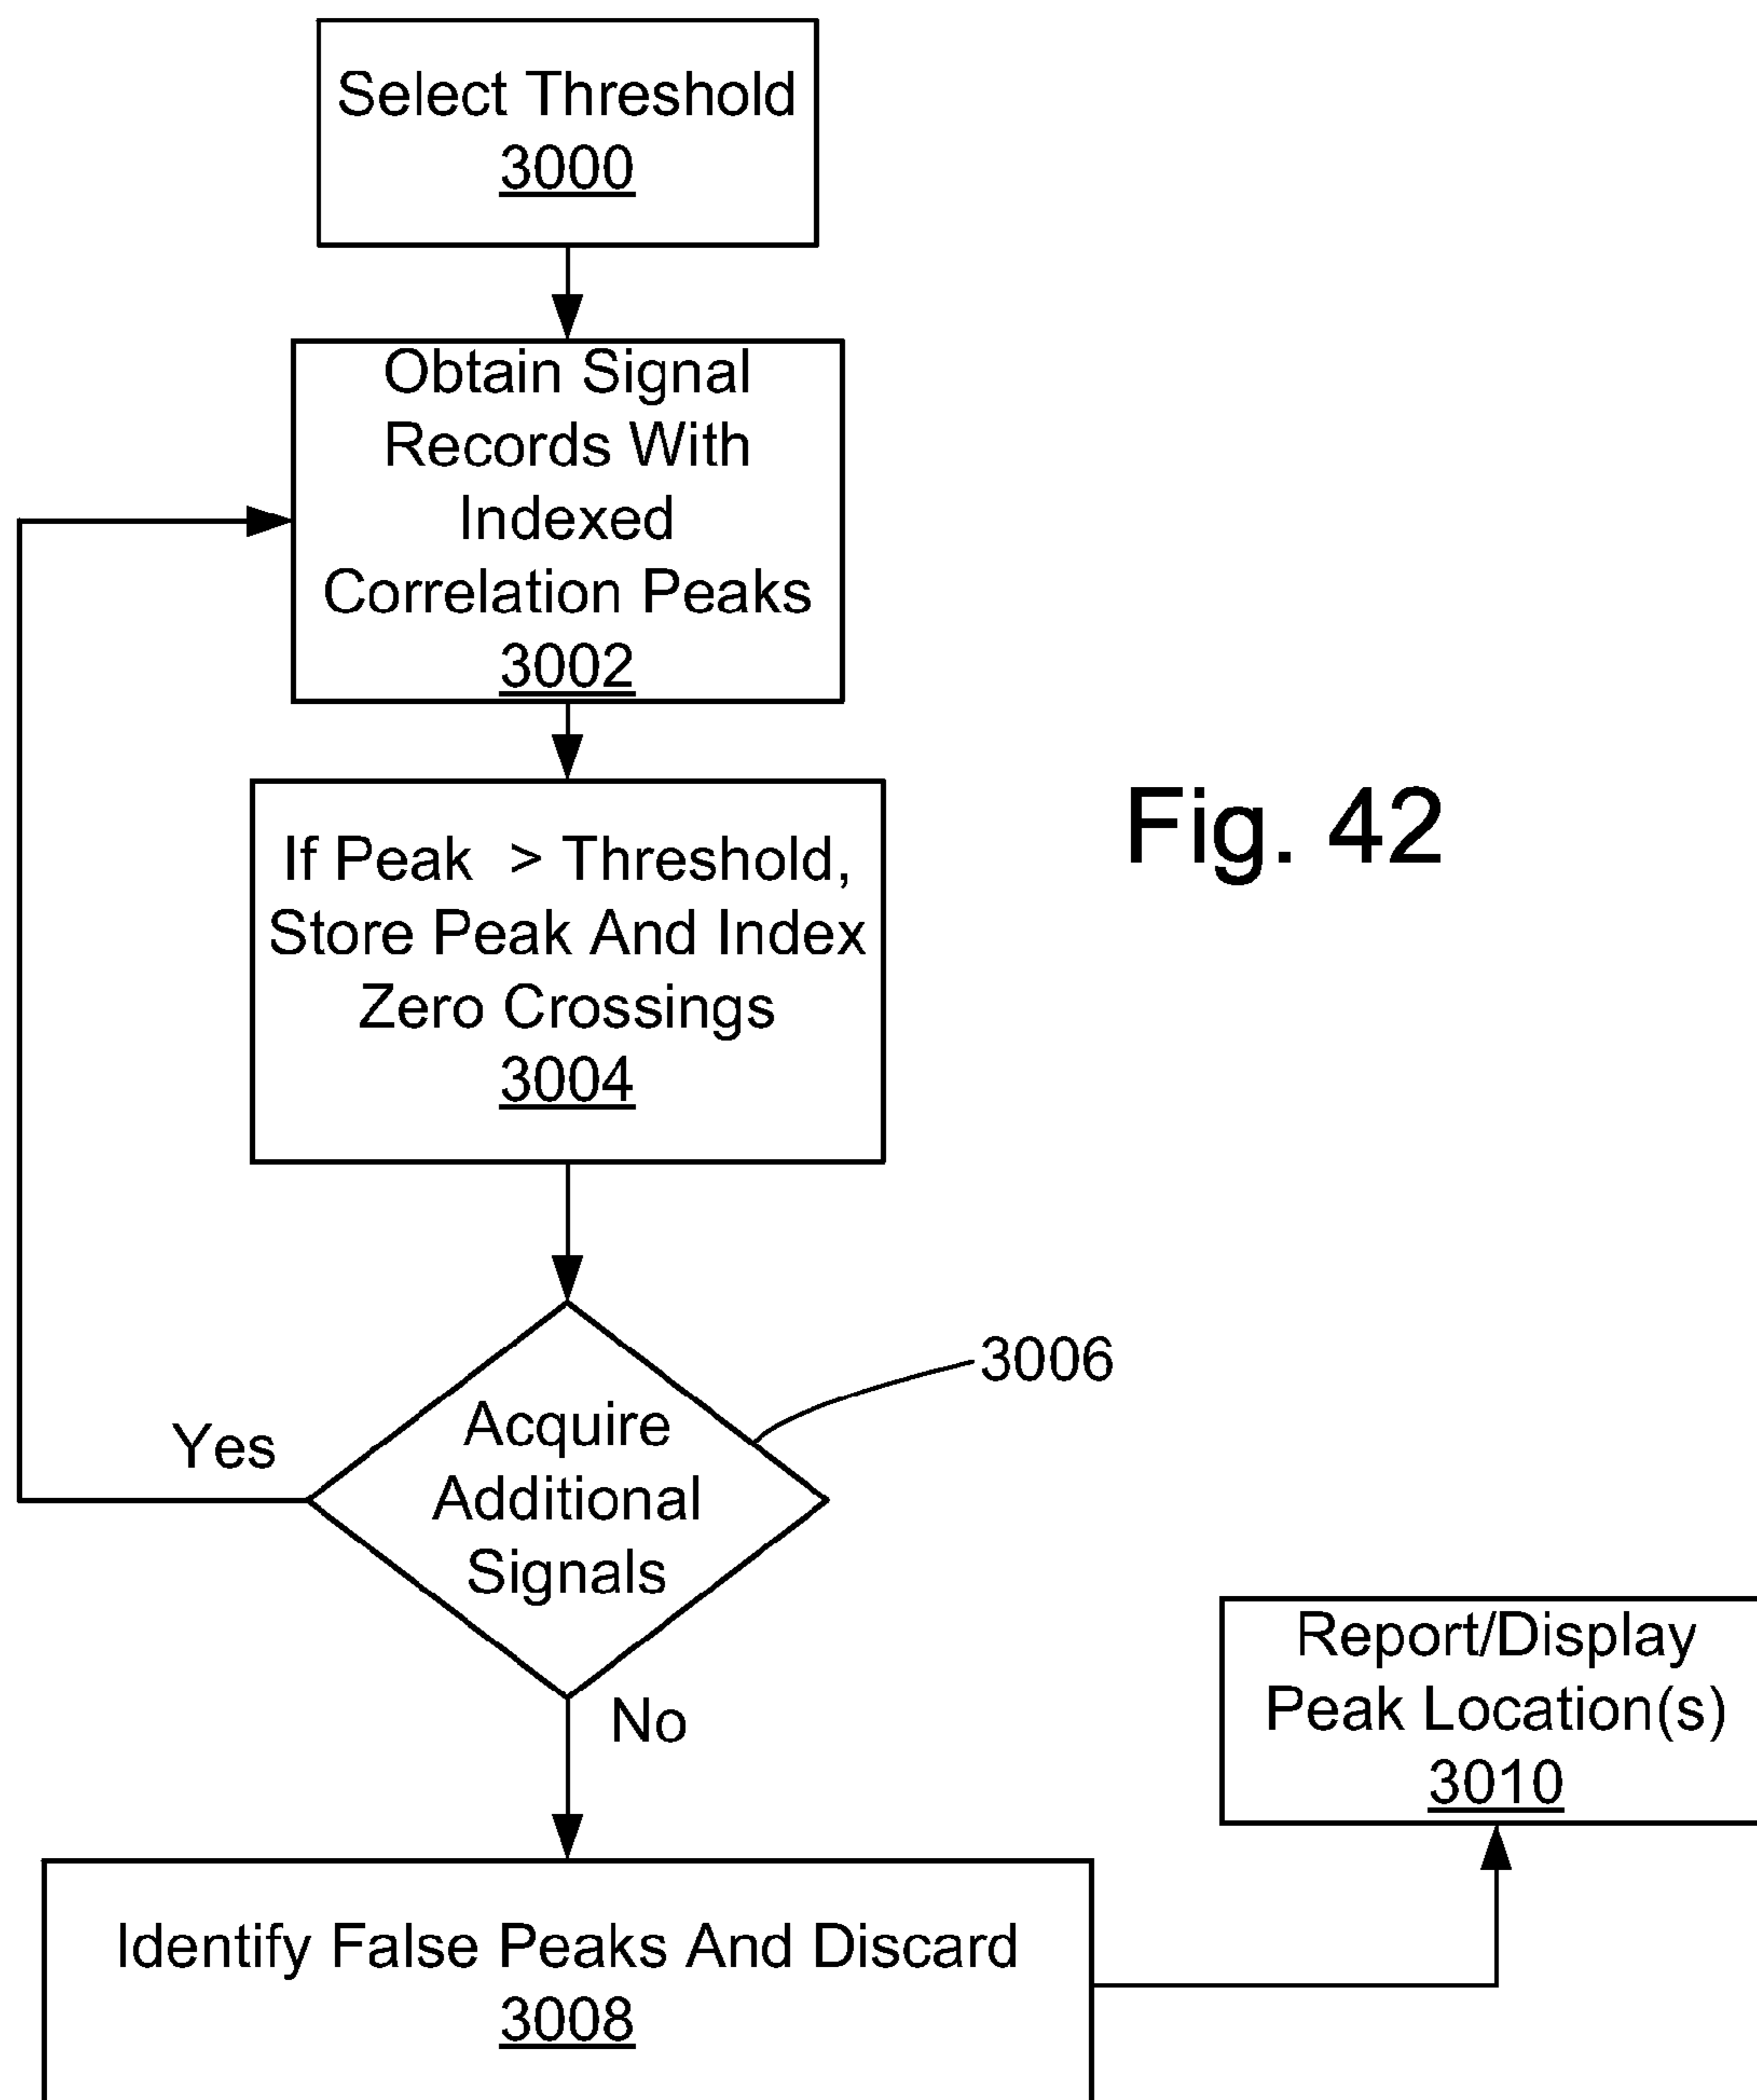 Select Threshold
3000
Obtain Signal
Records With
Indexed
Correlation Peaks
3002
If Peak > Threshold,
Store Peak And Index
Zero Crossings
3004
Fig. 42
3006
Acquire
Additional
Signals
Yes
No
Report/Display
Peak Location(s)
3010
Identify False Peaks And Discard
3008